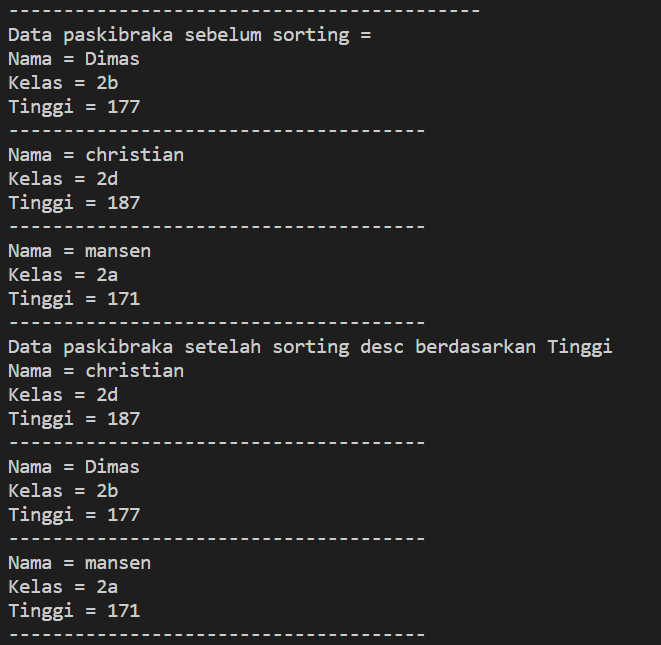 -------------------------------------------
Data paskibraka sebelum sorting =
Nama = Dimas
Kelas = 2b
Tinggi = 177
--------------------------------------
Nama = christian
Kelas = 2d
Tinggi = 187
--------------------------------------
Nama = mansen
Kelas = 2a
Tinggi = 171
--------------------------------------
Data paskibraka setelah sorting desc berdasarkan Tinggi
Nama = christian
Kelas = 2d
Tinggi = 187
--------------------------------------
Nama = Dimas
Kelas = 2b
Tinggi = 177
--------------------------------------
Nama = mansen
Kelas = 2a
Tinggi = 171
--------------------------------------